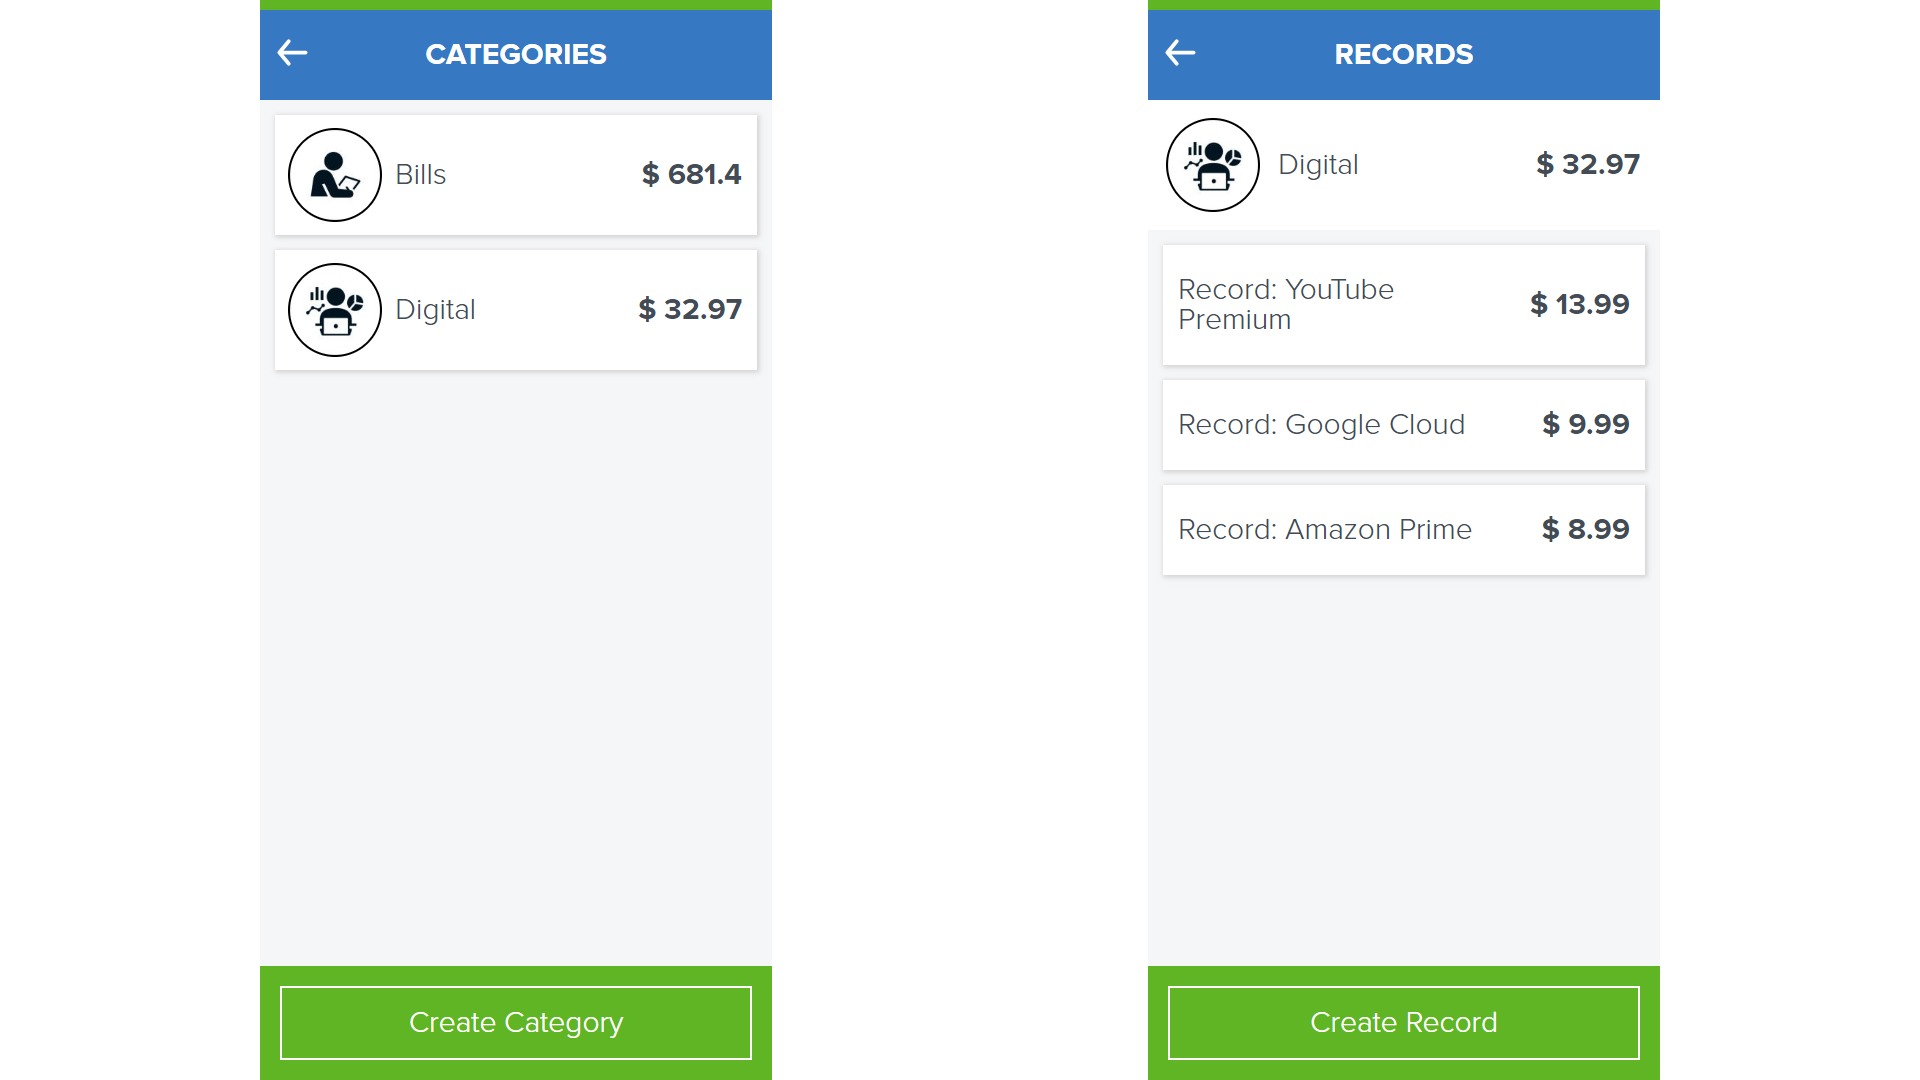 CATEGORIES
Bills
$ 681.4
Digital
$ 32.97
Create Category
RECORDS
Digital
$ 32.97
Record: YouTube
Premium
$ 13.99
Record: Google Cloud
$ 9.99
Record: Amazon Prime
$ 8.99
Create Record